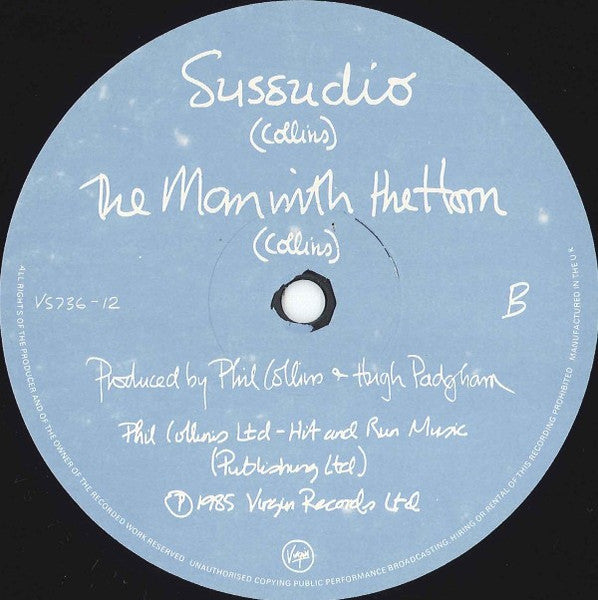 Sussudio
(Collins)
The Man with the Horn
(Collins)
VS736-12
B
Produced by Phil Collins & Hugh Padgham
Phil Collins Ltd - Hit and Run Music
(Publishing Ltd)
Ⓟ 1985 Virgin Records Ltd
Virgin
ALL RIGHTS OF THE PRODUCER AND OF THE OWNER OF THE RECORDED WORK RESERVED UNAUTHORISED COPYING PUBLIC PERFORMANCE BROADCASTING, HIRING OR RENTAL OF THIS RECORDING PROHIBITED MANUFACTURED IN THE U.K